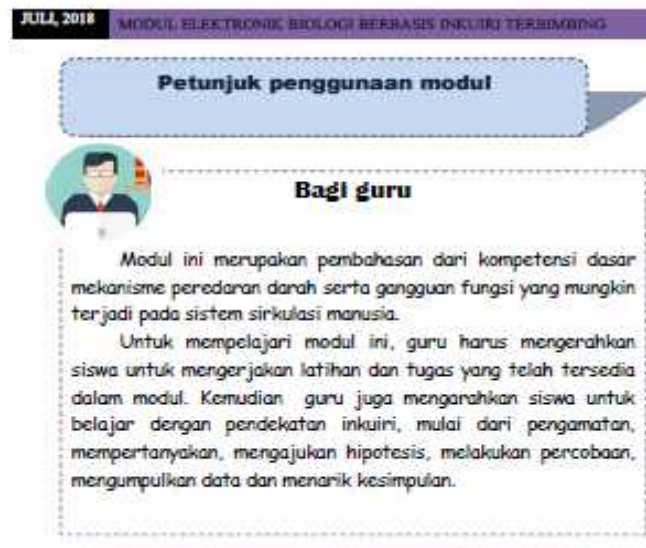 JULI, 2018 MODUL ELEKTRONIK BIOLOGI BERBASIS INKUIRI TERBIMBING
Petunjuk penggunaan modul
Bagi guru
Modul ini merupakan pembahasan dari kompetensi dasar
mekanisme peredaran darah serta gangguan fungsi yang mungkin
terjadi pada sistem sirkulasi manusia.
Untuk mempelajari modul ini, guru harus mengerahkan
siswa untuk mengerjakan latihan dan tugas yang telah tersedia
dalam modul. Kemudian guru juga mengarahkan siswa untuk
belajar dengan pendekatan inkuiri, mulai dari pengamatan,
mempertanyakan, mengajukan hipotesis, melakukan percobaan,
mengumpulkan data dan menarik kesimpulan.